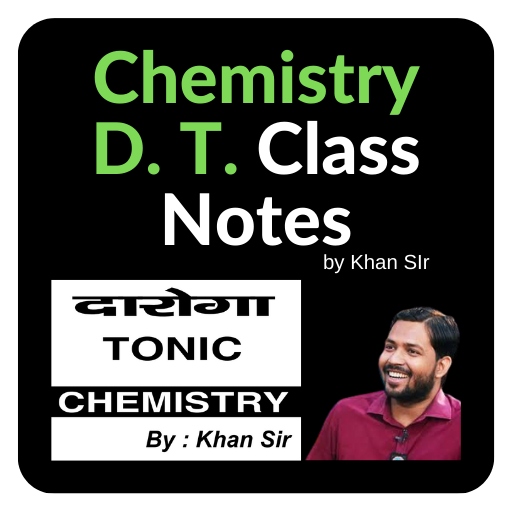 Chemistry
D. T. Class
Notes
by Khan SIr
दारोगा
TONIC
CHEMISTRY
By : Khan Sir